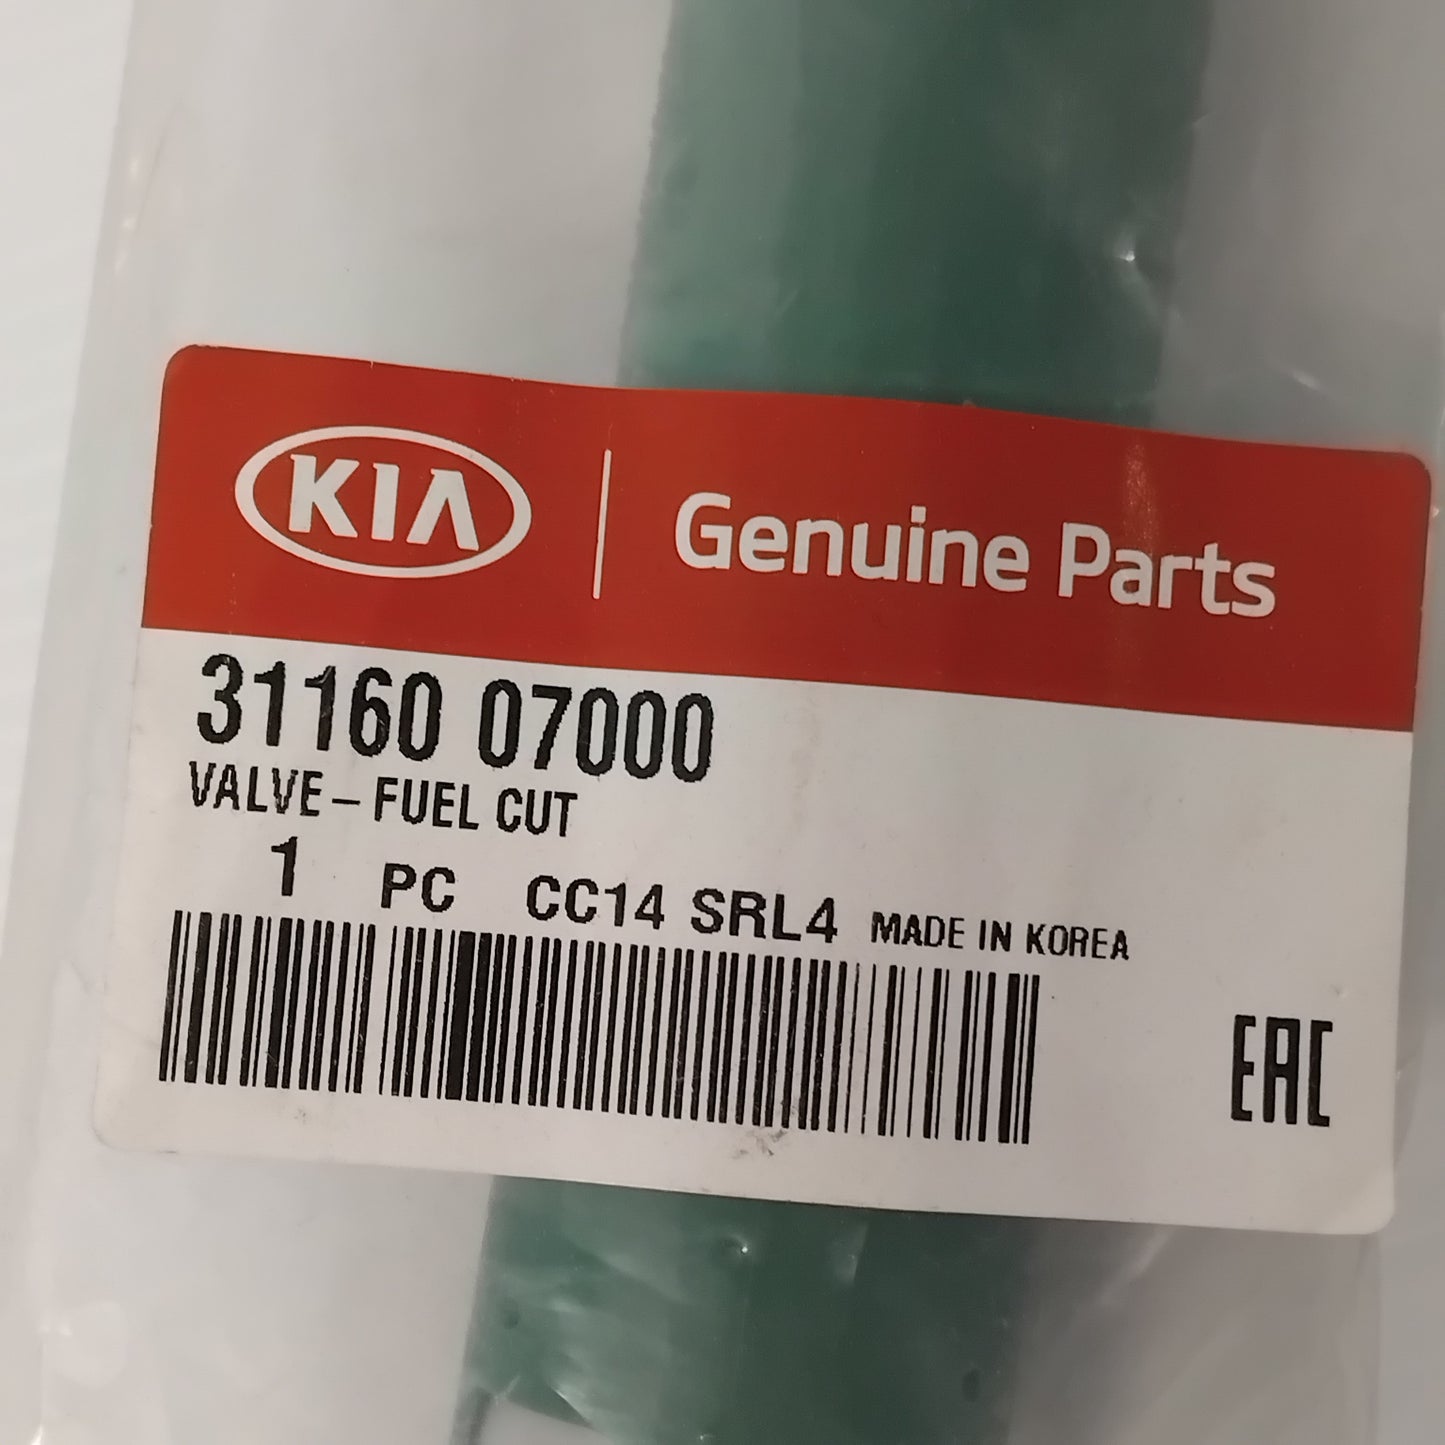 KIA Genuine Parts
31160 07000
VALVE - FUEL CUT
1 PC CC14 SRL4 MADE IN KOREA
EAC